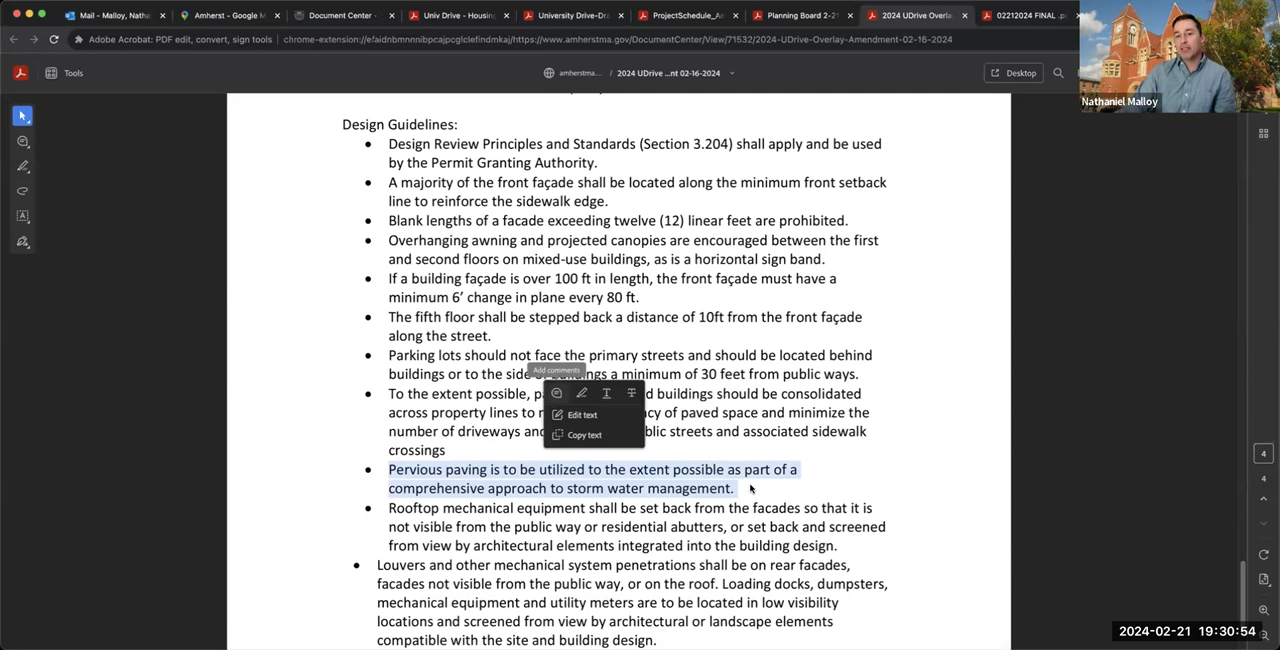 Mail - Malloy, Natha
Amherst - Google M
Document Center -
Univ Drive - Housin
University Drive-Dra
ProjectSchedule_An
Planning Board 2-2
2024 UDrive Overla
02212024 FINAL .p
Adobe Acrobat: PDF edit, convert, sign tools
chrome-extension://efaidnbmnnnibpcajpcglclefindmkaj/https://www.amherstma.gov/DocumentCenter/View/71532/2024-UDrive-Overlay-Amendment-02-16-2024
Tools
amherstma... / 2024 UDrive ...nt 02-16-2024
Desktop
Nathaniel Malloy
Design Guidelines:
• Design Review Principles and Standards (Section 3.204) shall apply and be used
by the Permit Granting Authority.
• A majority of the front façade shall be located along the minimum front setback
line to reinforce the sidewalk edge.
• Blank lengths of a facade exceeding twelve (12) linear feet are prohibited.
• Overhanging awning and projected canopies are encouraged between the first
and second floors on mixed-use buildings, as is a horizontal sign band.
• If a building façade is over 100 ft in length, the front façade must have a
minimum 6’ change in plane every 80 ft.
• The fifth floor shall be stepped back a distance of 10ft from the front façade
along the street.
• Parking lots should not face the primary streets and should be located behind
buildings or to the side of buildings a minimum of 30 feet from public ways.
Add comments
• To the extent possible, pa d buildings should be consolidated
across property lines to cy of paved space and minimize the
number of driveways and blic streets and associated sidewalk
crossings
Edit text
Copy text
• Pervious paving is to be utilized to the extent possible as part of a
comprehensive approach to storm water management.
• Rooftop mechanical equipment shall be set back from the facades so that it is
not visible from the public way or residential abutters, or set back and screened
from view by architectural elements integrated into the building design.
• Louvers and other mechanical system penetrations shall be on rear facades,
facades not visible from the public way, or on the roof. Loading docks, dumpsters,
mechanical equipment and utility meters are to be located in low visibility
locations and screened from view by architectural or landscape elements
compatible with the site and building design.
4
4
2024-02-21 19:30:54